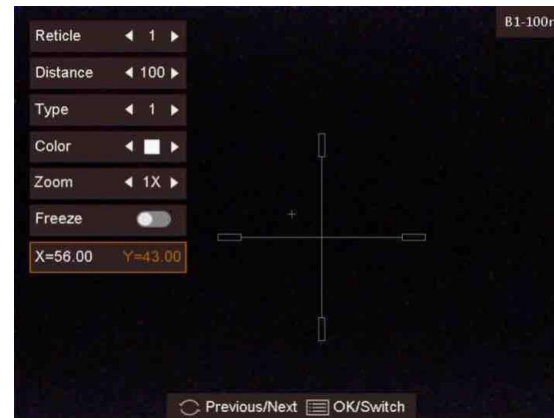 B1-100m
Reticle 1
Distance 100
Type 1
Color
Zoom 1X
Freeze
X=56.00 Y=43.00
Previous/Next OK/Switch